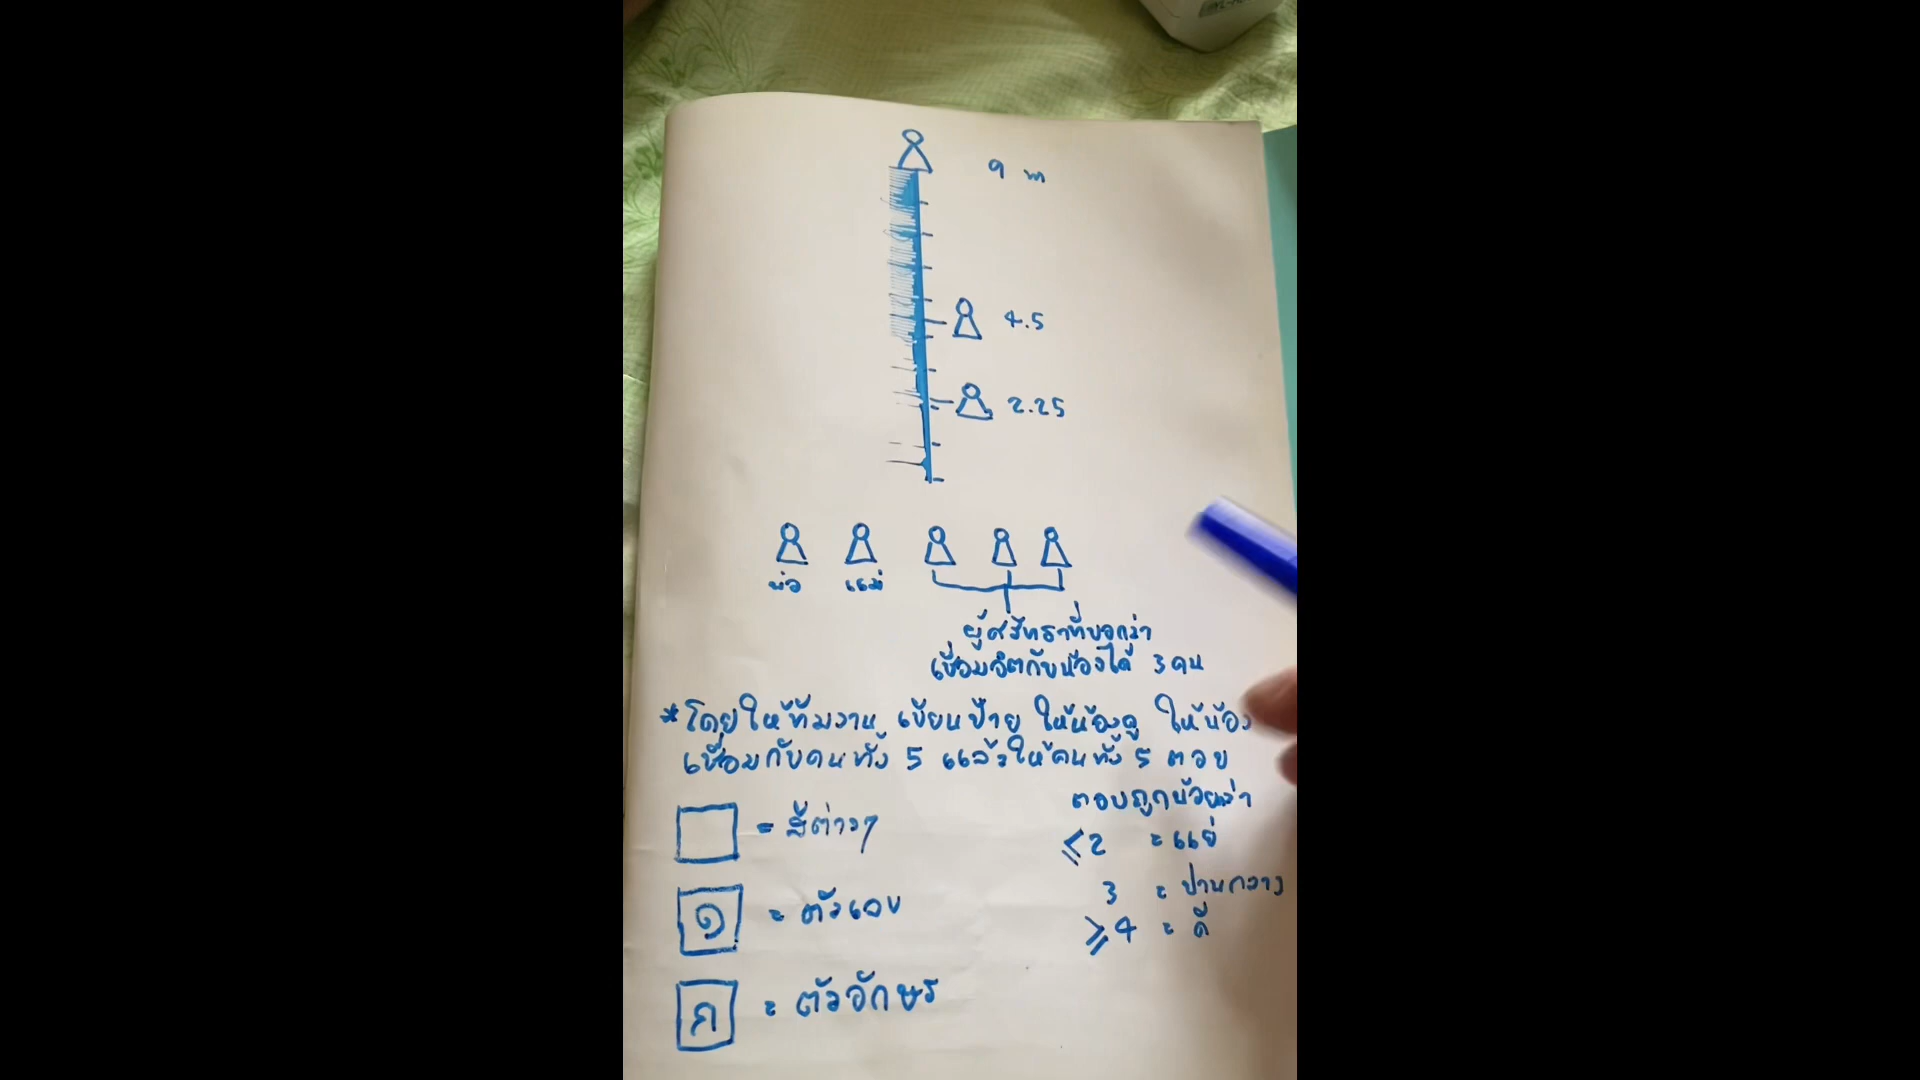 9 m
4.5
2.25
พ่อ แม่
ผู้ศรัทธาที่บอกว่า
เชื่อมจิตกับน้องได้ 3 คน
*โดยให้ทีมงาน เขียนป้าย ให้น้องดู ให้น้อง
เชื่อมกับคนทั้ง 5 แล้วให้คนทั้ง 5 ตอบ
= สีต่างๆ
๑ = ตัวเลข
ก = ตัวอักษร
ตอบถูกน้อยกว่า
≤2 = แย่
3 = ปานกลาง
≥4 = ดี